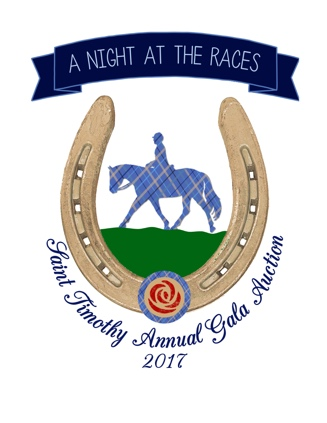 A NIGHT AT THE RACES
Saint Timothy Annual Gala Auction
2017